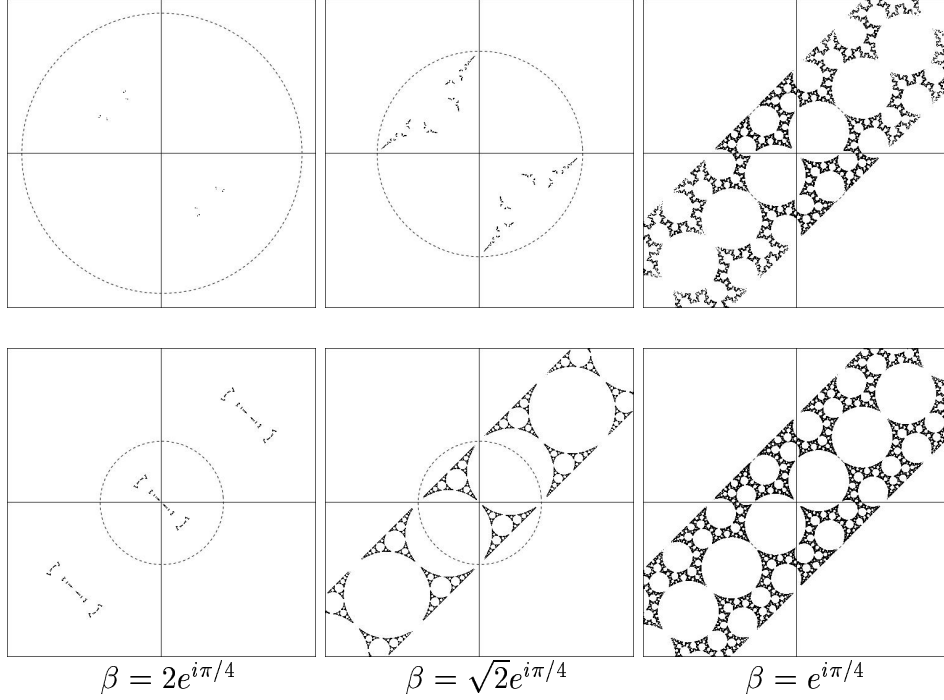 β = 2e^{iπ/4}
β = √2e^{iπ/4}
β = e^{iπ/4}